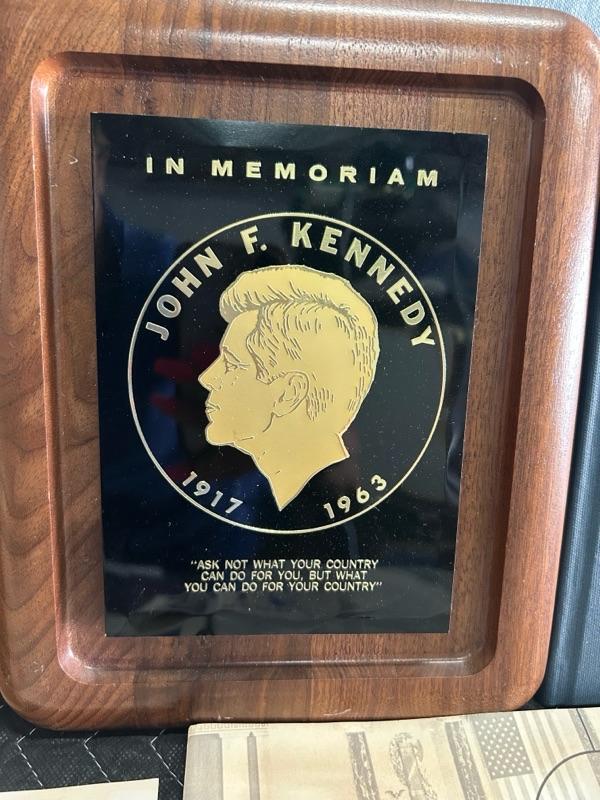 IN MEMORIAM
JOHN F. KENNEDY
1917 1963
"ASK NOT WHAT YOUR COUNTRY
CAN DO FOR YOU, BUT WHAT
YOU CAN DO FOR YOUR COUNTRY"